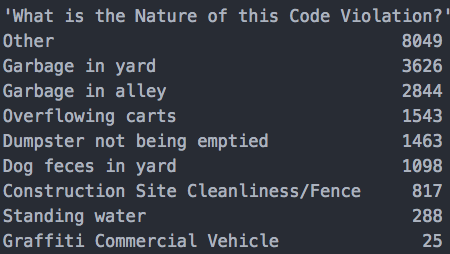 'What is the Nature of this Code Violation?'
Other 8049
Garbage in yard 3626
Garbage in alley 2844
Overflowing carts 1543
Dumpster not being emptied 1463
Dog feces in yard 1098
Construction Site Cleanliness/Fence 817
Standing water 288
Graffiti Commercial Vehicle 25